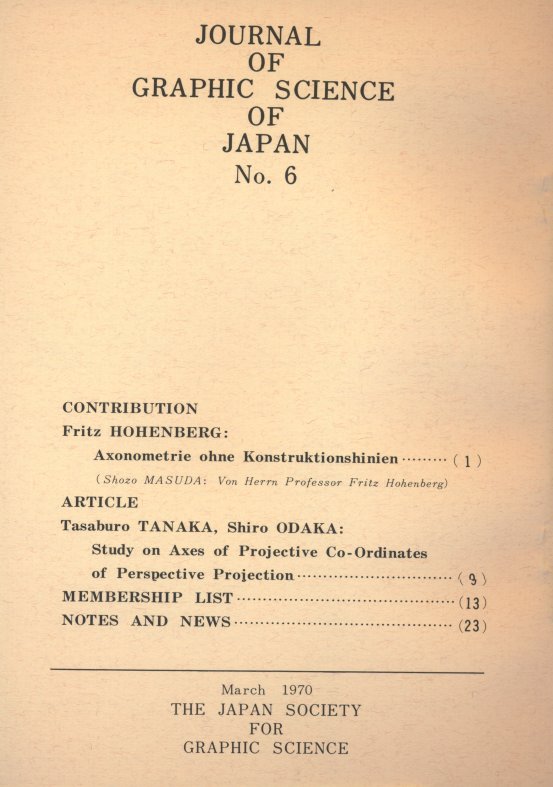 JOURNAL
OF
GRAPHIC SCIENCE
OF
JAPAN
No. 6
CONTRIBUTION
Fritz HOHENBERG:
Axonometrie ohne Konstruktionshinien ········· ( 1 )
(Shozo MASUDA: Von Herrn Professor Fritz Hohenberg)
ARTICLE
Tasaburo TANAKA, Shiro ODAKA:
Study on Axes of Projective Co-Ordinates
of Perspective Projection ······························ ( 9 )
MEMBERSHIP LIST ·········································· (13)
NOTES AND NEWS ·········································· (23)
March 1970
THE JAPAN SOCIETY
FOR
GRAPHIC SCIENCE